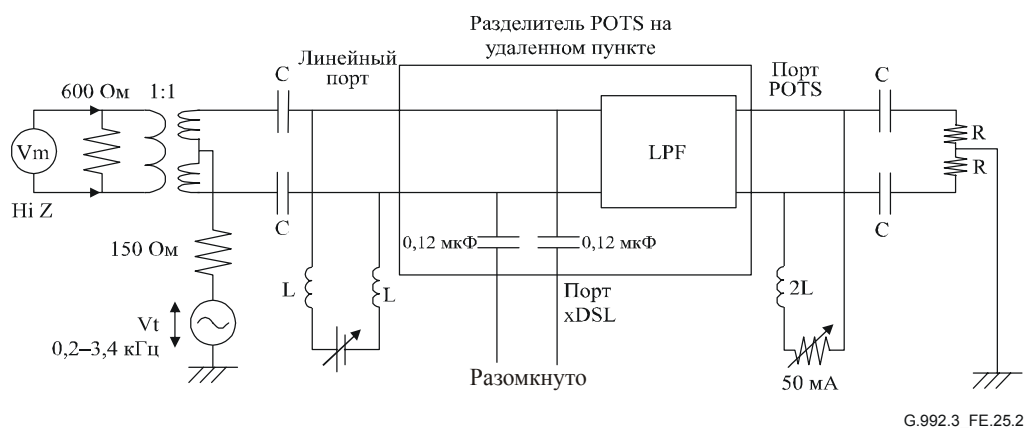 Разделитель POTS на
удаленном пункте
Линейный
порт
Порт
POTS
C
C
600 Ом
1:1
Vm
LPF
R
R
Hi Z
C
C
150 Ом
0,12 мкФ
0,12 мкФ
L
L
Порт
xDSL
2L
Vt
0,2–3,4 кГц
Разомкнуто
50 мА
G.992.3_FE.25.2